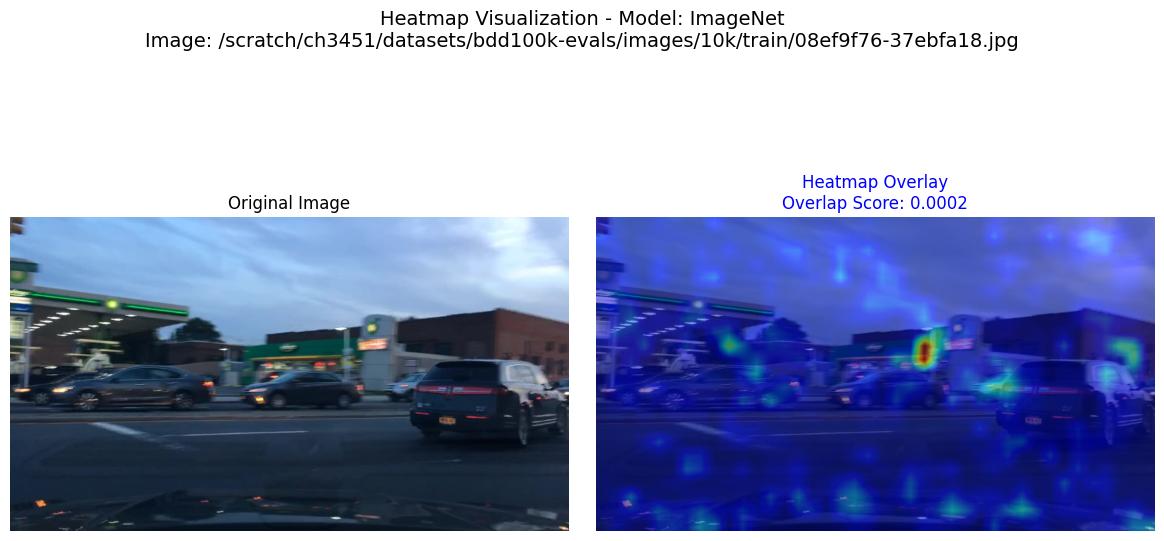 Heatmap Visualization - Model: ImageNet
Image: /scratch/ch3451/datasets/bdd100k-evals/images/10k/train/08ef9f76-37ebfa18.jpg
Original Image
Heatmap Overlay
Overlap Score: 0.0002